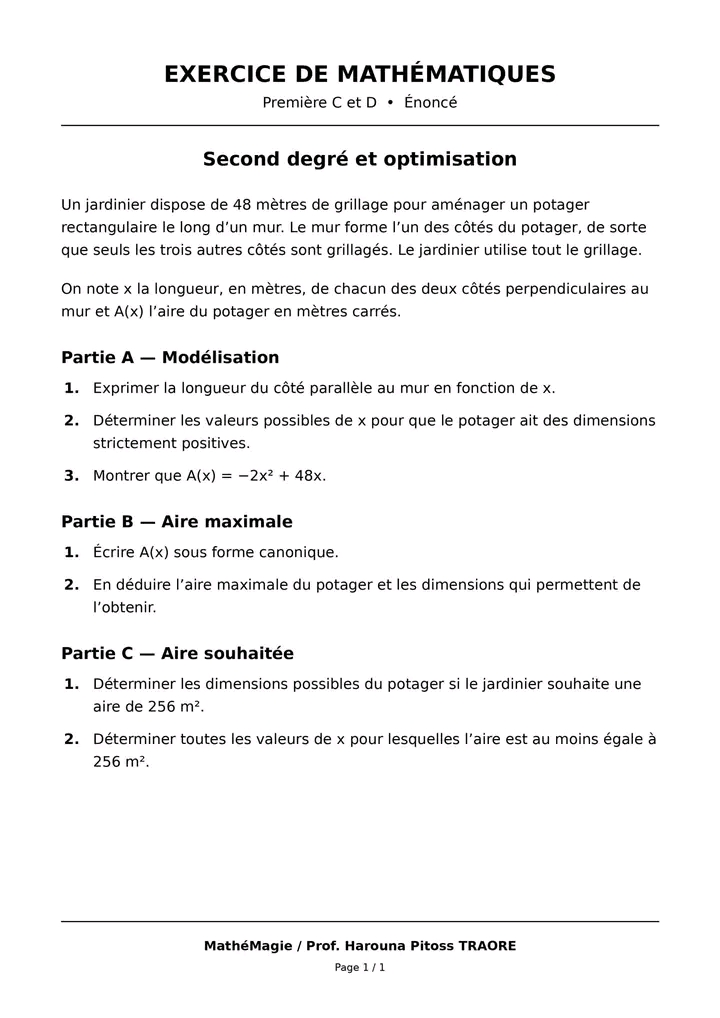 EXERCICE DE MATHÉMATIQUES
Première C et D • Énoncé
Second degré et optimisation
Un jardinier dispose de 48 mètres de grillage pour aménager un potager
rectangulaire le long d’un mur. Le mur forme l’un des côtés du potager, de sorte
que seuls les trois autres côtés sont grillagés. Le jardinier utilise tout le grillage.
On note x la longueur, en mètres, de chacun des deux côtés perpendiculaires au
mur et A(x) l’aire du potager en mètres carrés.
Partie A — Modélisation
1. Exprimer la longueur du côté parallèle au mur en fonction de x.
2. Déterminer les valeurs possibles de x pour que le potager ait des dimensions
strictement positives.
3. Montrer que A(x) = −2x² + 48x.
Partie B — Aire maximale
1. Écrire A(x) sous forme canonique.
2. En déduire l’aire maximale du potager et les dimensions qui permettent de
l’obtenir.
Partie C — Aire souhaitée
1. Déterminer les dimensions possibles du potager si le jardinier souhaite une
aire de 256 m².
2. Déterminer toutes les valeurs de x pour lesquelles l’aire est au moins égale à
256 m².
MathéMagie / Prof. Harouna Pitoss TRAORE
Page 1 / 1